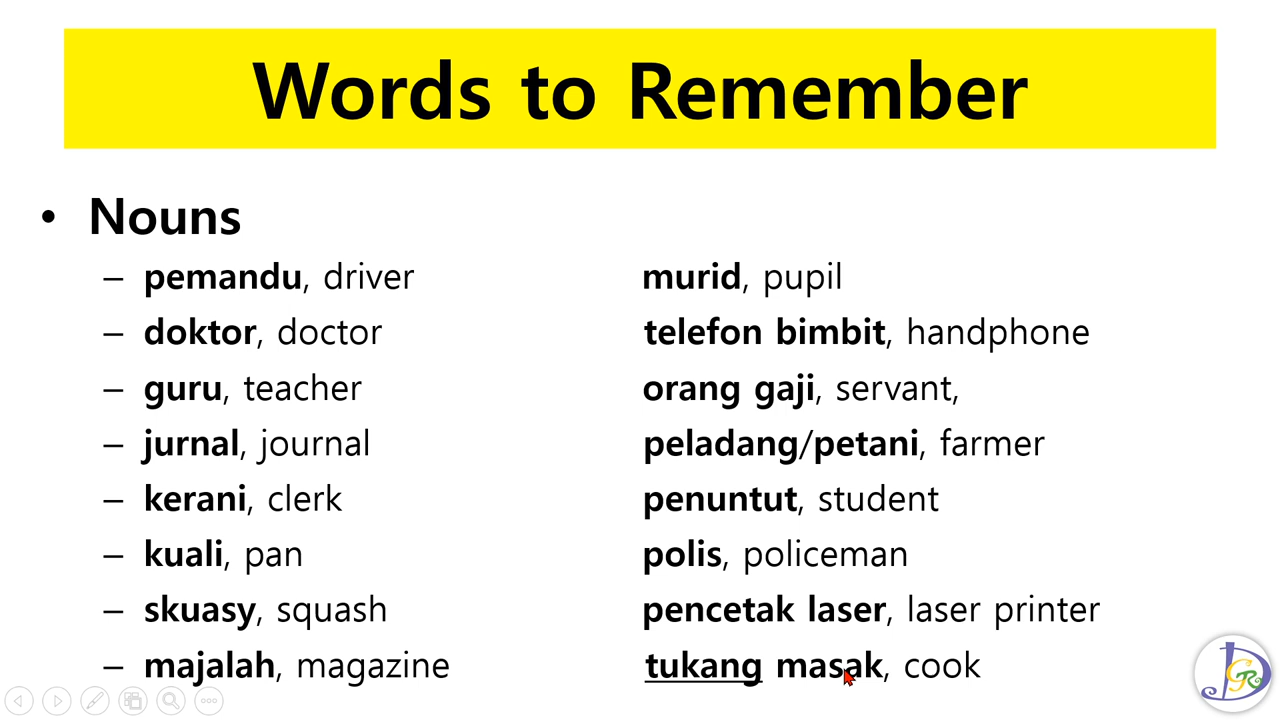 Words to Remember
• Nouns
– pemandu, driver
– doktor, doctor
– guru, teacher
– jurnal, journal
– kerani, clerk
– kuali, pan
– skuasy, squash
– majalah, magazine
murid, pupil
telefon bimbit, handphone
orang gaji, servant,
peladang/petani, farmer
penuntut, student
polis, policeman
pencetak laser, laser printer
tukang masak, cook